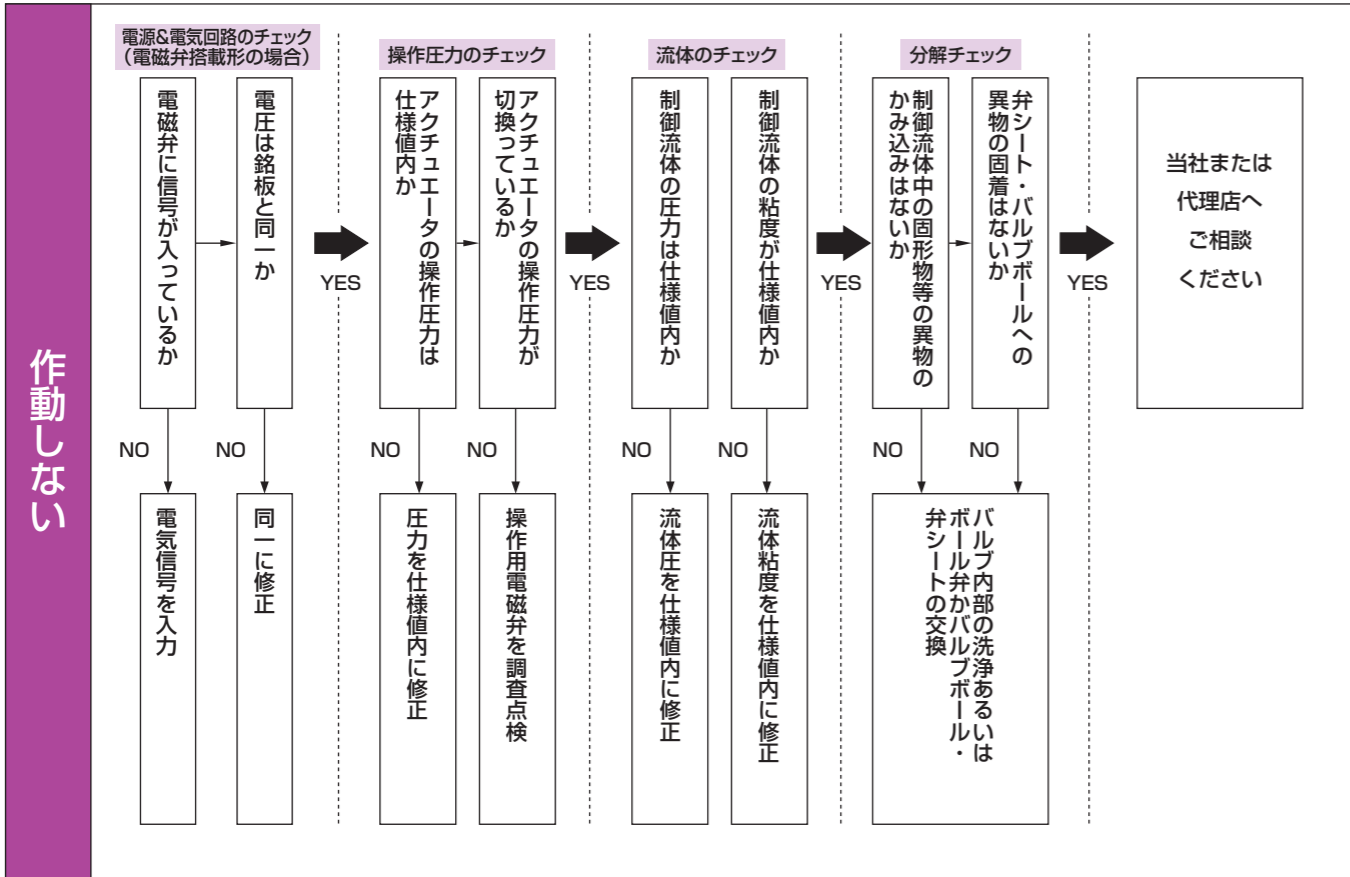 作動しない
電源&電気回路のチェック
（電磁弁搭載形の場合）
電磁弁に信号が入っているか
電圧は銘板と同一か
YES
NO
電気信号を入力
NO
同一に修正
操作圧力のチェック
アクチュエータの操作圧力は
仕様値内か
アクチュエータの操作圧力が
切換っているか
YES
NO
圧力を仕様値内に修正
NO
操作用電磁弁を調査点検
流体のチェック
制御流体の圧力は仕様値内か
制御流体の粘度が仕様値内か
YES
NO
流体圧を仕様値内に修正
NO
流体粘度を仕様値内に修正
分解チェック
制御流体中の固形物等の異物の
かみ込みはないか
弁シート・バルブボールへの
異物の固着はないか
YES
NO
NO
バルブ内部の洗浄あるいは
ボール弁かバルブボール・
弁シートの交換
当社または
代理店へ
ご相談
ください